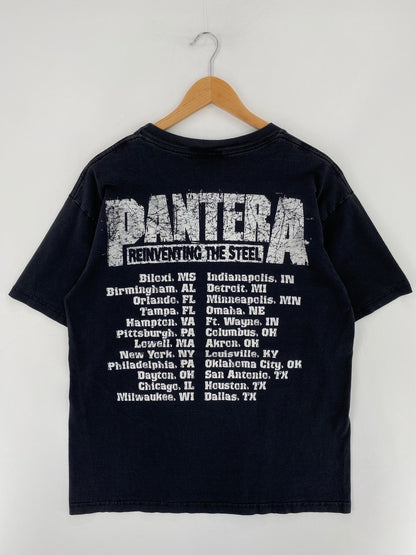 PANTERA
REINVENTING THE STEEL
Biloxi, MS Indianapolis, IN
Birmingham, AL Detroit, MI
Orlando, FL Minneapolis, MN
Tampa, FL Omaha, NE
Hampton, VA Ft. Wayne, IN
Pittsburgh, PA Columbus, OH
Lowell, MA Akron, OH
New York, NY Louisville, KY
Philadelphia, PA Oklahoma City, OK
Dayton, OH San Antonio, TX
Chicago, IL Houston, TX
Milwaukee, WI Dallas, TX